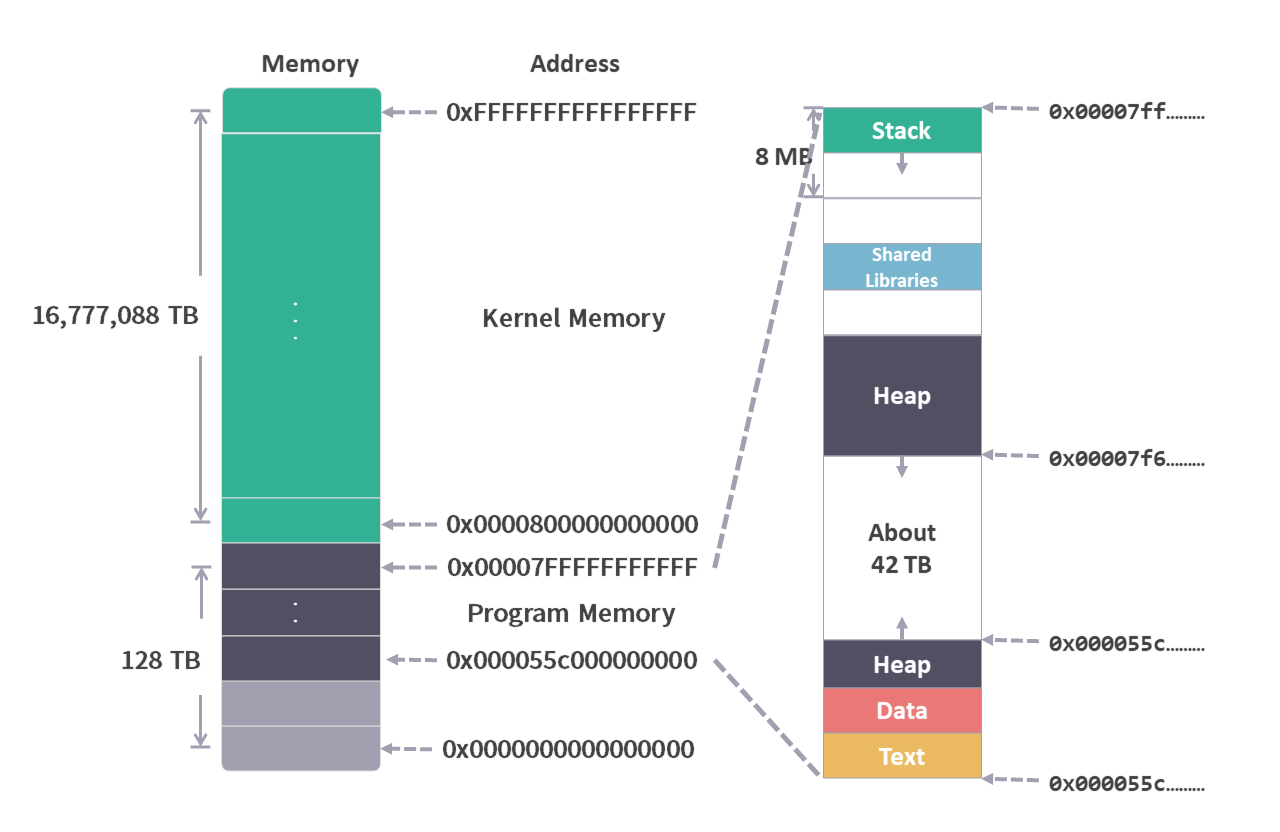 Memory
Address
0xFFFFFFFFFFFFFFFF
16,777,088 TB
Kernel Memory
0x0000800000000000
0x00007FFFFFFFFFFF
Program Memory
128 TB
0x000055c000000000
0x0000000000000000
8 MB
Stack
0x00007ff.........
Shared
Libraries
Heap
0x00007f6.........
About
42 TB
0x000055c.........
Heap
Data
Text
0x000055c.........